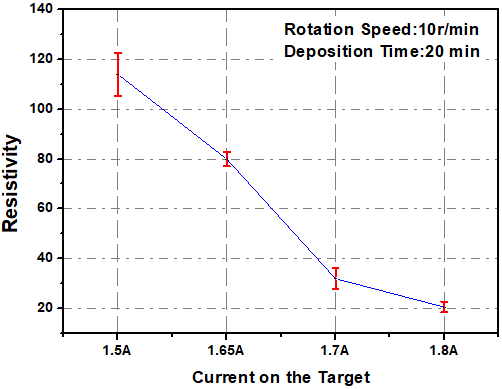 140
120
100
80
60
40
20
Resistivity
Rotation Speed:10r/min
Deposition Time:20 min
1.5A 1.65A 1.7A 1.8A
Current on the Target